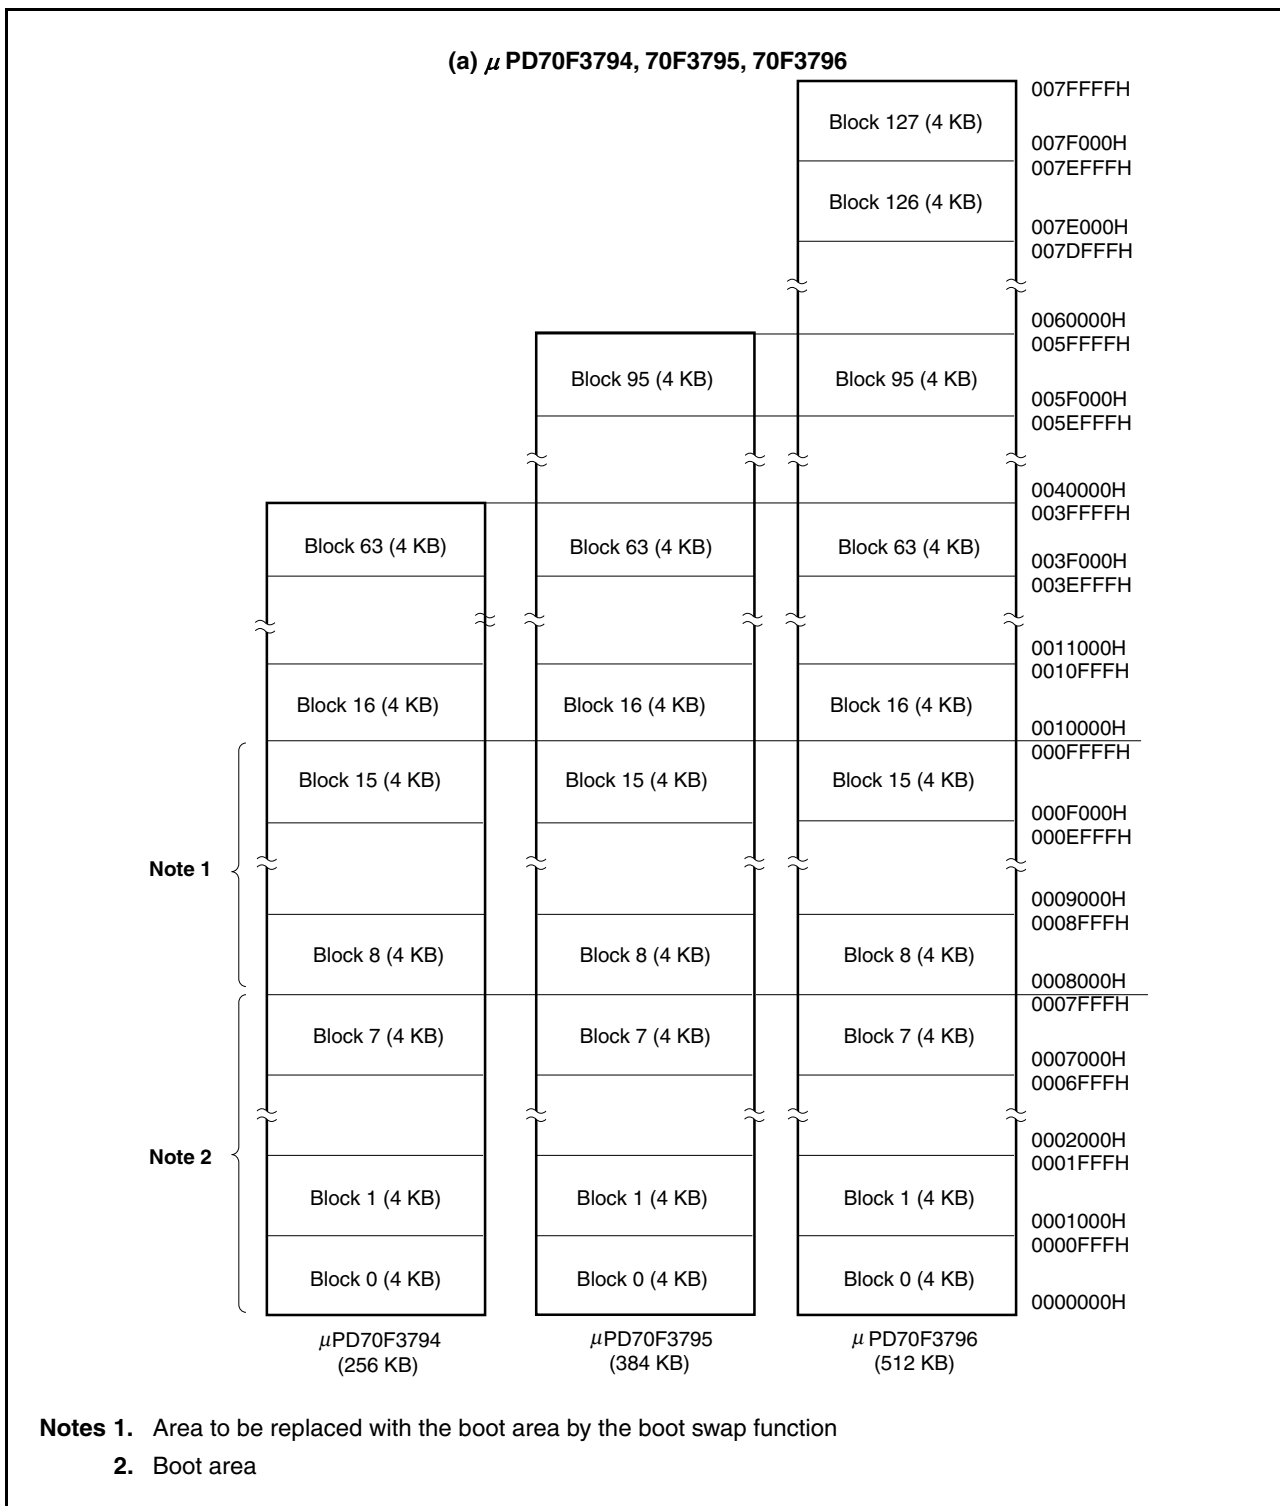 (a) μ PD70F3794, 70F3795, 70F3796
007FFFFH
Block 127 (4 KB)
007F000H
007EFFFH
Block 126 (4 KB)
007E000H
007DFFFH
0060000H
005FFFFH
Block 95 (4 KB) Block 95 (4 KB)
005F000H
005EFFFH
0040000H
003FFFFH
Block 63 (4 KB) Block 63 (4 KB) Block 63 (4 KB)
003F000H
003EFFFH
0011000H
0010FFFH
Block 16 (4 KB) Block 16 (4 KB) Block 16 (4 KB)
0010000H
000FFFFH
Block 15 (4 KB) Block 15 (4 KB) Block 15 (4 KB)
000F000H
000EFFFH
Note 1
0009000H
0008FFFH
Block 8 (4 KB) Block 8 (4 KB) Block 8 (4 KB)
0008000H
0007FFFH
Block 7 (4 KB) Block 7 (4 KB) Block 7 (4 KB)
0007000H
0006FFFH
0002000H
Note 2
0001FFFH
Block 1 (4 KB) Block 1 (4 KB) Block 1 (4 KB)
0001000H
0000FFFH
Block 0 (4 KB) Block 0 (4 KB) Block 0 (4 KB)
0000000H
μPD70F3794 μPD70F3795 μ PD70F3796
(256 KB) (384 KB) (512 KB)
Notes 1. Area to be replaced with the boot area by the boot swap function
2. Boot area